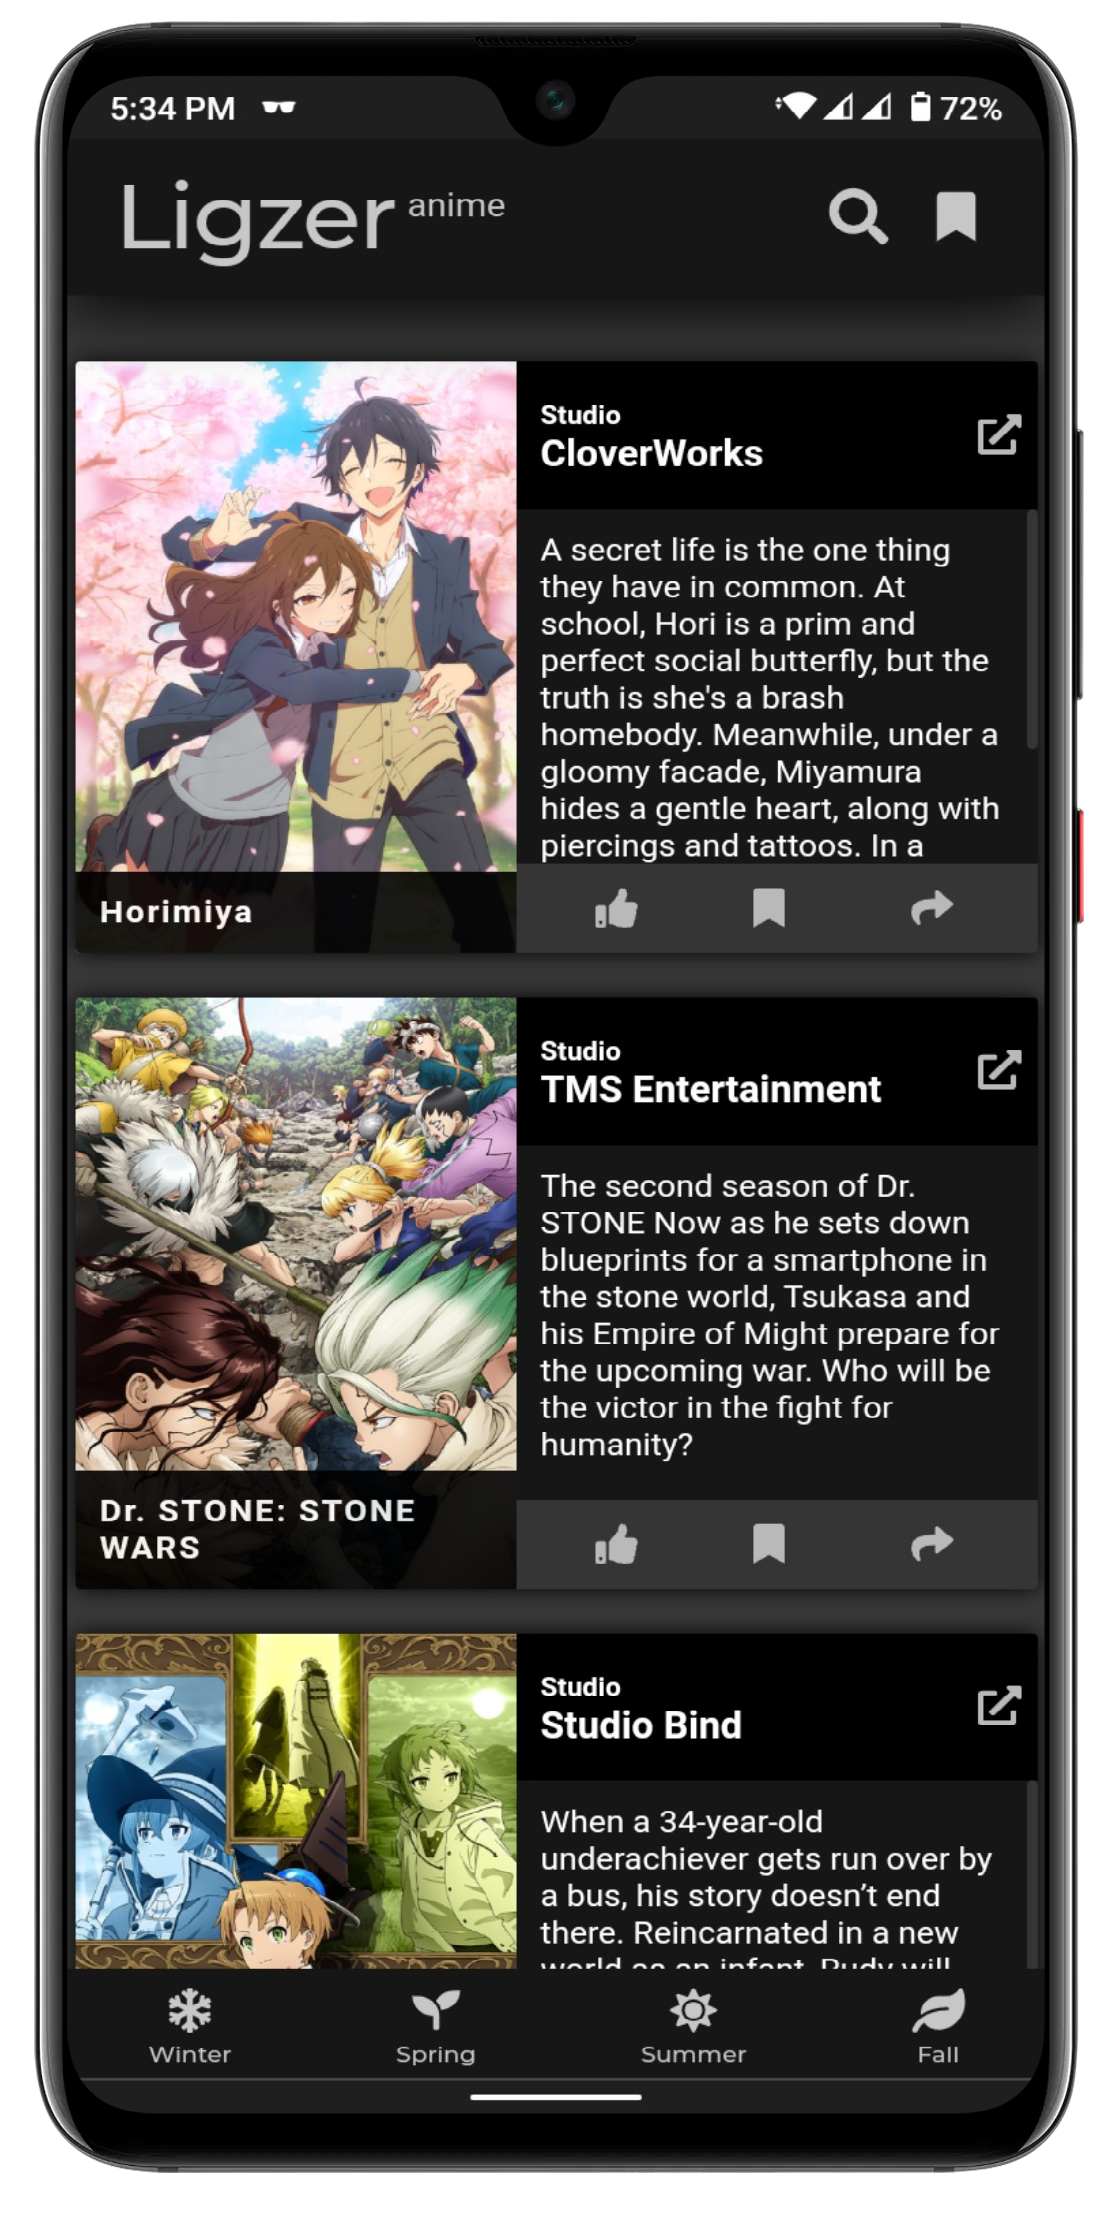 5:34 PM
72%
Ligzer anime
Studio
CloverWorks
A secret life is the one thing
they have in common. At
school, Hori is a prim and
perfect social butterfly, but the
truth is she's a brash
homebody. Meanwhile, under a
gloomy facade, Miyamura
hides a gentle heart, along with
piercings and tattoos. In a
Horimiya
Studio
TMS Entertainment
The second season of Dr.
STONE Now as he sets down
blueprints for a smartphone in
the stone world, Tsukasa and
his Empire of Might prepare for
the upcoming war. Who will be
the victor in the fight for
humanity?
Dr. STONE: STONE
WARS
Studio
Studio Bind
When a 34-year-old
underachiever gets run over by
a bus, his story doesn’t end
there. Reincarnated in a new
world as an infant, Rudy will
Winter
Spring
Summer
Fall